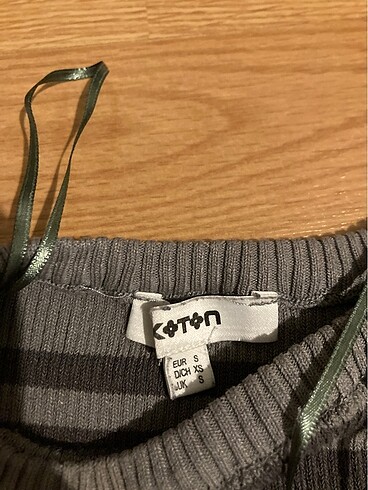 KOTON
EUR S
D/CH XS
UK S